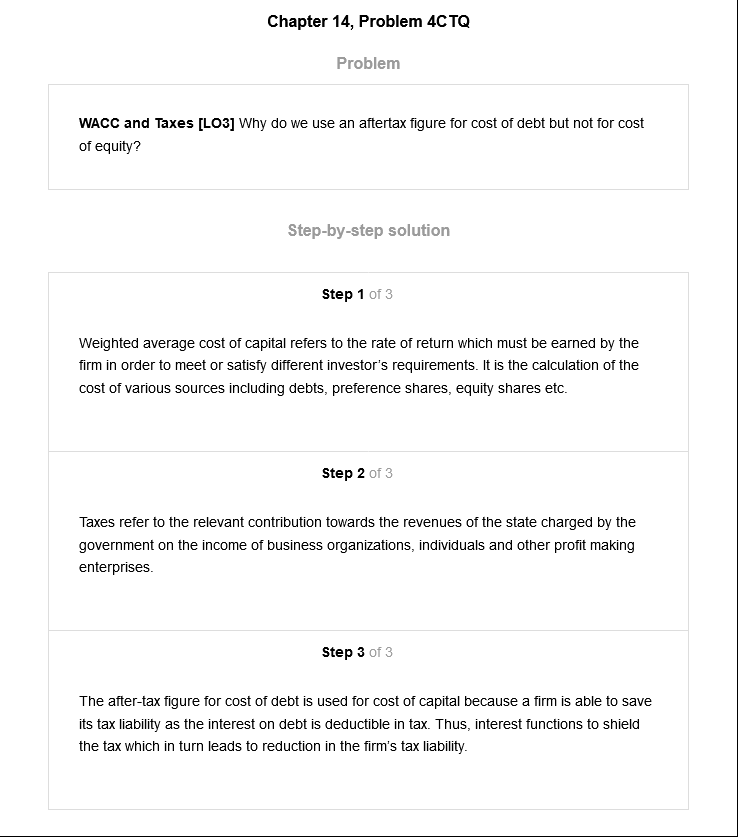 Chapter 14, Problem 4CTQ
Problem
WACC and Taxes [LO3] Why do we use an aftertax figure for cost of debt but not for cost
of equity?
Step-by-step solution
Step 1 of 3
Weighted average cost of capital refers to the rate of return which must be earned by the
firm in order to meet or satisfy different investor's requirements. It is the calculation of the
cost of various sources including debts, preference shares, equity shares etc.
Step 2 of 3
Taxes refer to the relevant contribution towards the revenues of the state charged by the
government on the income of business organizations, individuals and other profit making
enterprises.
Step 3 of 3
The after-tax figure for cost of debt is used for cost of capital because a firm is able to save
its tax liability as the interest on debt is deductible in tax. Thus, interest functions to shield
the tax which in turn leads to reduction in the firm's tax liability.